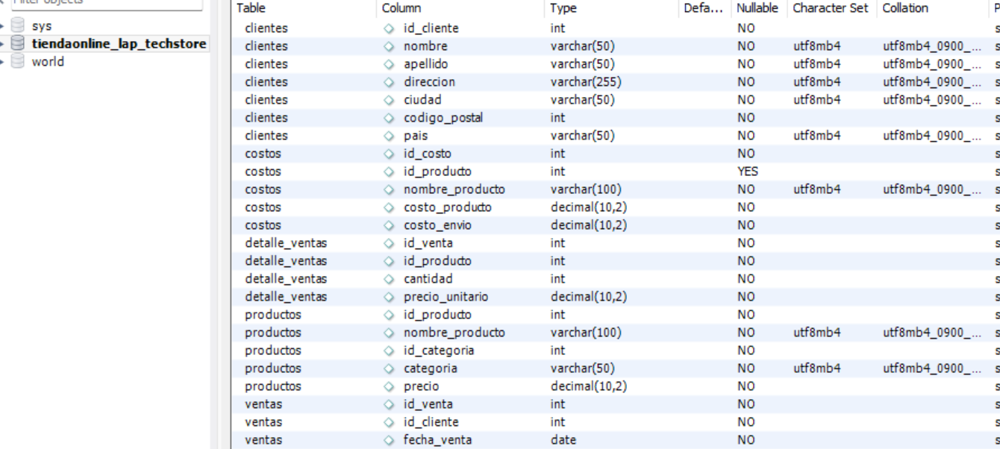 Filter objects
sys
tiendaonline_lap_techstore
world
Table Column Type Defa... Nullable Character Set Collation P
clientes id_cliente int NO s
clientes nombre varchar(50) NO utf8mb4 utf8mb4_0900_... s
clientes apellido varchar(50) NO utf8mb4 utf8mb4_0900_... s
clientes direccion varchar(255) NO utf8mb4 utf8mb4_0900_... s
clientes ciudad varchar(50) NO utf8mb4 utf8mb4_0900_... s
clientes codigo_postal int NO s
clientes pais varchar(50) NO utf8mb4 utf8mb4_0900_... s
costos id_costo int NO s
costos id_producto int YES s
costos nombre_producto varchar(100) NO utf8mb4 utf8mb4_0900_... s
costos costo_producto decimal(10,2) NO s
costos costo_envio decimal(10,2) NO s
detalle_ventas id_venta int NO s
detalle_ventas id_producto int NO s
detalle_ventas cantidad int NO s
detalle_ventas precio_unitario decimal(10,2) NO s
productos id_producto int NO s
productos nombre_producto varchar(100) NO utf8mb4 utf8mb4_0900_... s
productos id_categoria int NO s
productos categoria varchar(50) NO utf8mb4 utf8mb4_0900_... s
productos precio decimal(10,2) NO s
ventas id_venta int NO s
ventas id_cliente int NO s
ventas fecha_venta date NO s